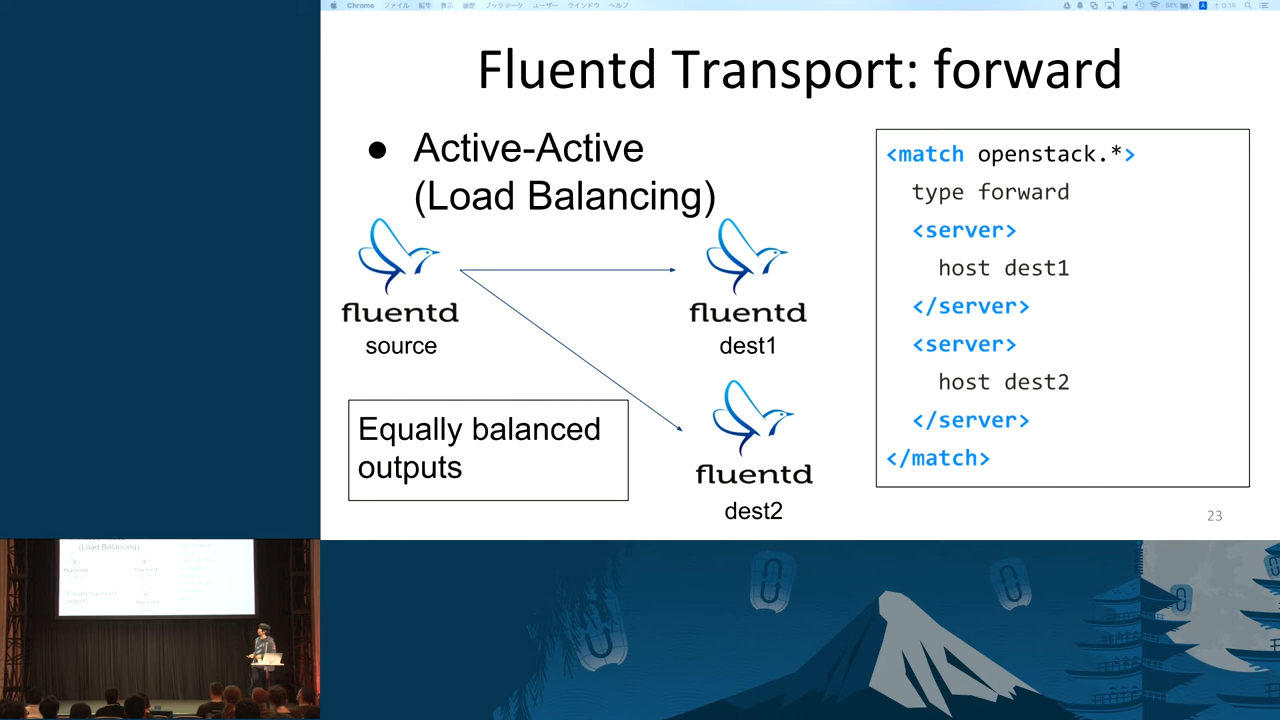 Chrome ファイル 編集 表示 履歴 ブックマーク ユーザー ウインドウ ヘルプ
Fluentd Transport: forward
● Active-Active
(Load Balancing)
fluentd
source
fluentd
dest1
fluentd
dest2
Equally balanced
outputs
<match openstack.*>
type forward
<server>
host dest1
</server>
<server>
host dest2
</server>
</match>
23
(Load Balancing)
fluentd
fluentd
Equally balanced
outputs
fluentd